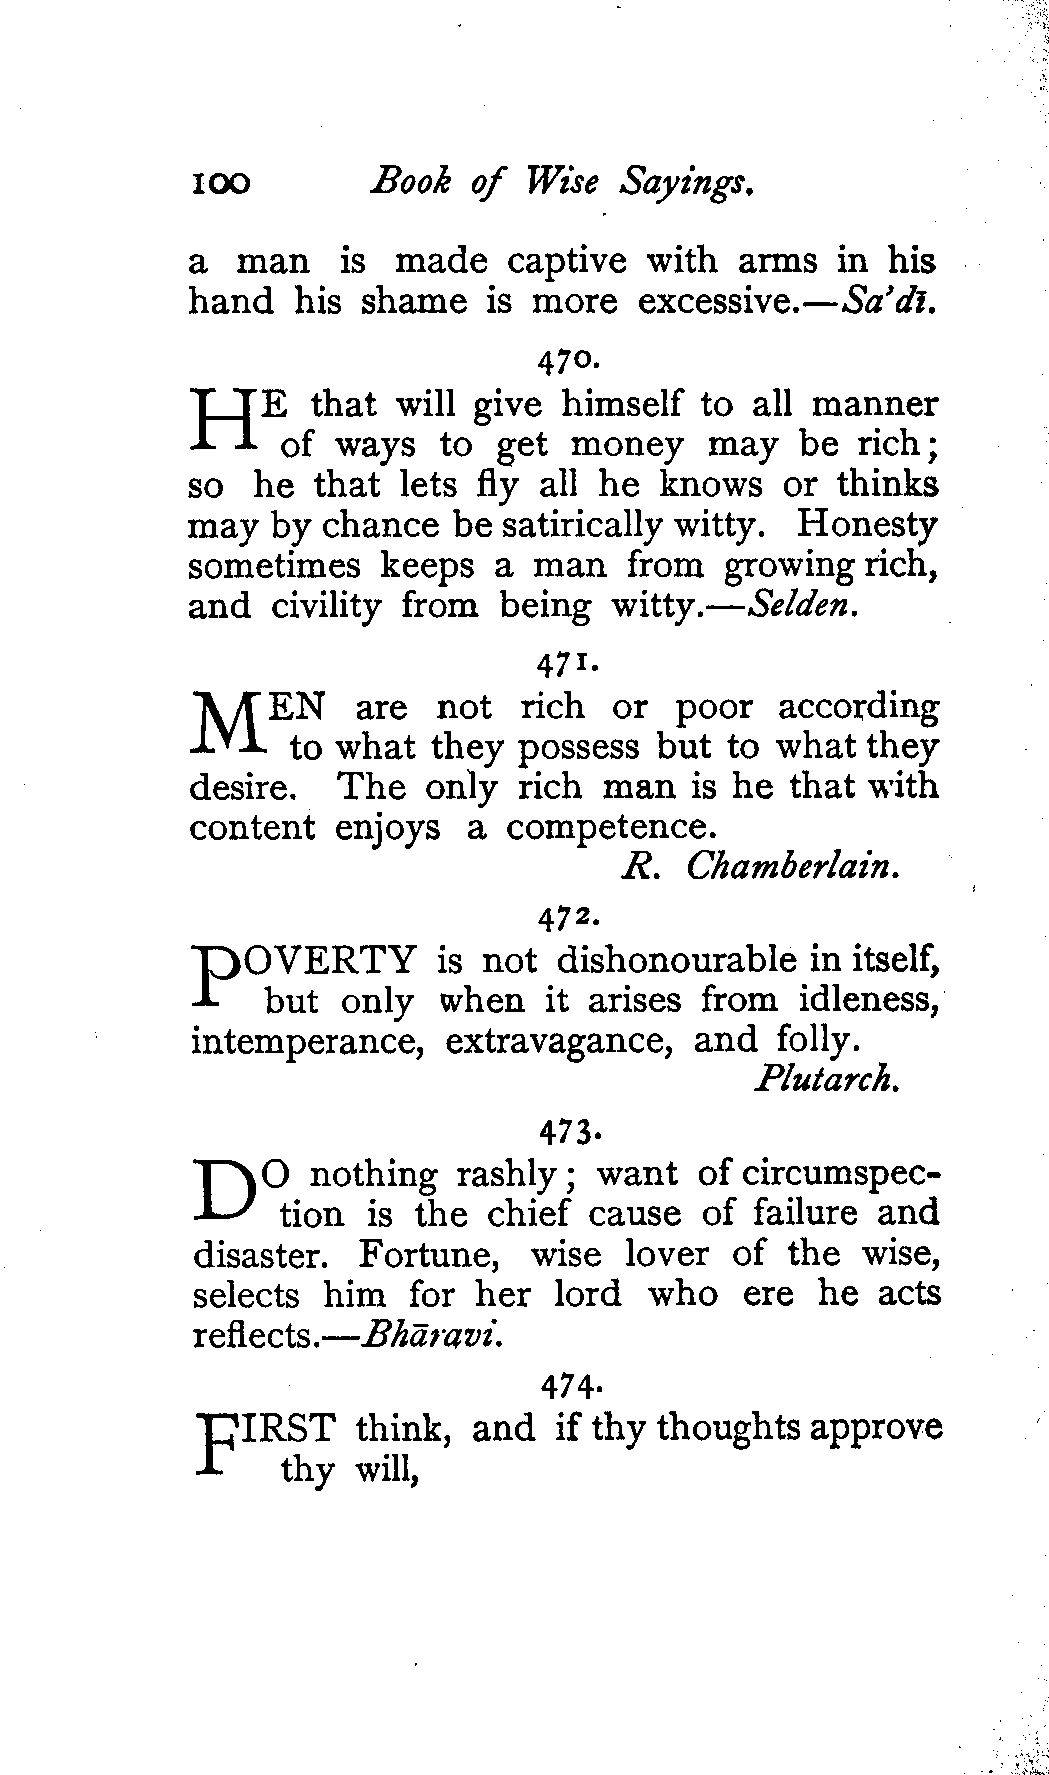 100 Book of Wise Sayings.
a man is made captive with arms in his
hand his shame is more excessive.—Sa'dī.
470.
HE that will give himself to all manner
of ways to get money may be rich;
so he that lets fly all he knows or thinks
may by chance be satirically witty. Honesty
sometimes keeps a man from growing rich,
and civility from being witty.—Selden.
471.
MEN are not rich or poor according
to what they possess but to what they
desire. The only rich man is he that with
content enjoys a competence.
R. Chamberlain.
472.
POVERTY is not dishonourable in itself,
but only when it arises from idleness,
intemperance, extravagance, and folly.
Plutarch.
473.
DO nothing rashly; want of circumspec-
tion is the chief cause of failure and
disaster. Fortune, wise lover of the wise,
selects him for her lord who ere he acts
reflects.—Bhāravi.
474.
FIRST think, and if thy thoughts approve
thy will,